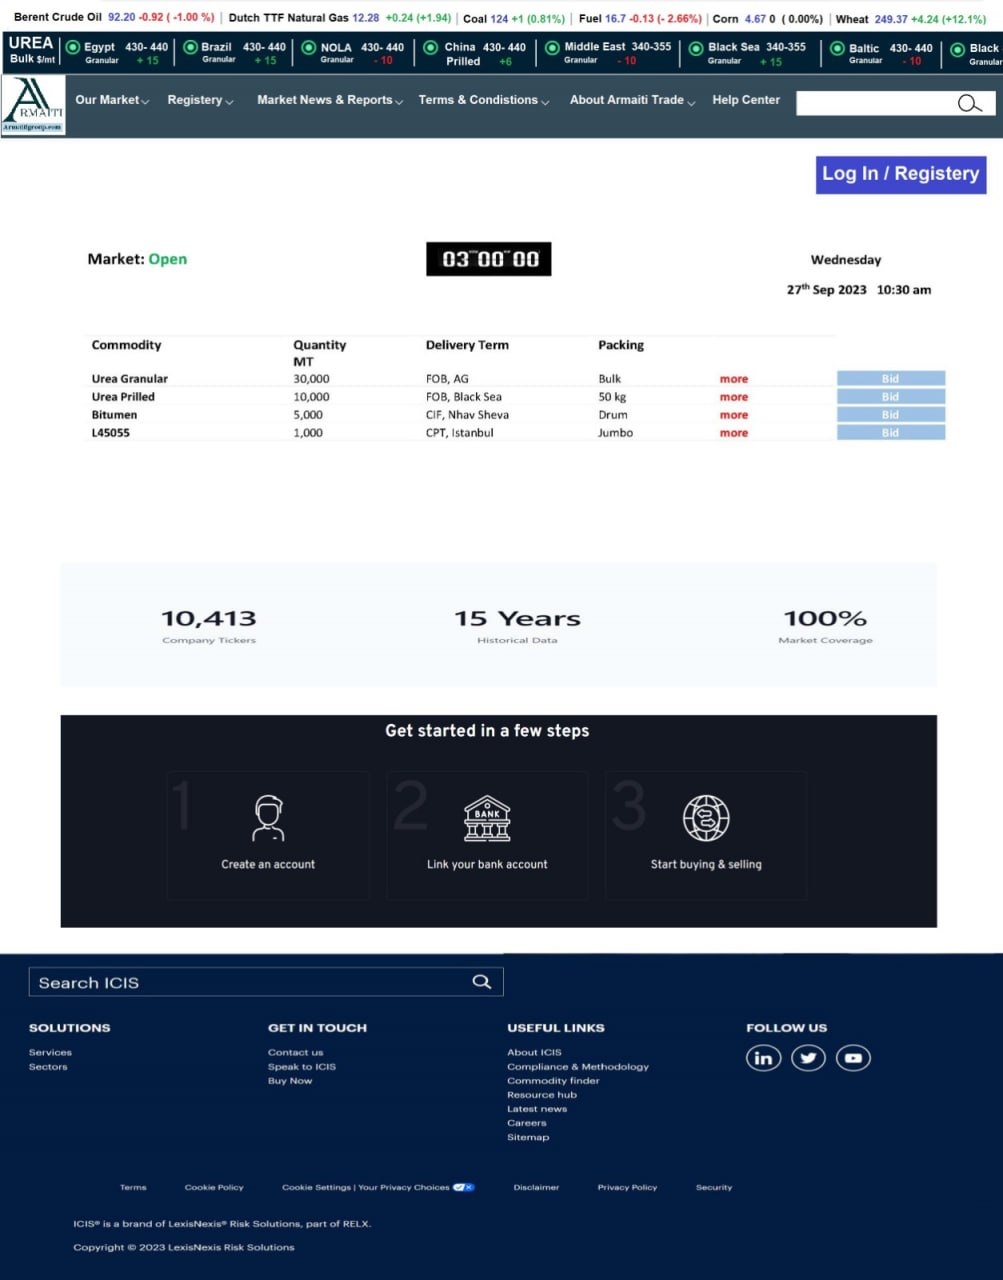 Berent Crude Oil 92.20 -0.92 ( -1.00 %) | Dutch TTF Natural Gas 12.28 +0.24 (+1.94) | Coal 124 +1 (0.81%) | Fuel 16.7 -0.13 (- 2.66%) | Corn 4.67 0 ( 0.00%) | Wheat 249.37 +4.24 (+12.1%)
UREA Bulk $/mt
Egypt 430- 440 Granular + 15
Brazil 430- 440 Granular + 15
NOLA 430- 440 Granular - 10
China 430- 440 Prilled +6
Middle East 340-355 Granular - 10
Black Sea 340-355 Granular + 15
Baltic 430- 440 Granular - 10
Black Granular
ARMAITI
Armaitigroup.com
Our Market Registery Market News & Reports Terms & Condistions About Armaiti Trade Help Center
Log In / Registery
Market: Open
03 00 00
Wednesday
27th Sep 2023 10:30 am
Commodity Quantity MT Delivery Term Packing
Urea Granular 30,000 FOB, AG Bulk more Bid
Urea Prilled 10,000 FOB, Black Sea 50 kg more Bid
Bitumen 5,000 CIF, Nhav Sheva Drum more Bid
L45055 1,000 CPT, Istanbul Jumbo more Bid
10,413 15 Years 100%
Company Tickers Historical Data Market Coverage
Get started in a few steps
1 2 3
BANK
Create an account Link your bank account Start buying & selling
Search ICIS
SOLUTIONS GET IN TOUCH USEFUL LINKS FOLLOW US
Services Contact us About ICIS in
Sectors Speak to ICIS Compliance & Methodology
Buy Now Commodity finder
Resource hub
Latest news
Careers
Sitemap
Terms Cookie Policy Cookie Settings | Your Privacy Choices Disclaimer Privacy Policy Security
ICIS® is a brand of LexisNexis® Risk Solutions, part of RELX.
Copyright © 2023 LexisNexis Risk Solutions